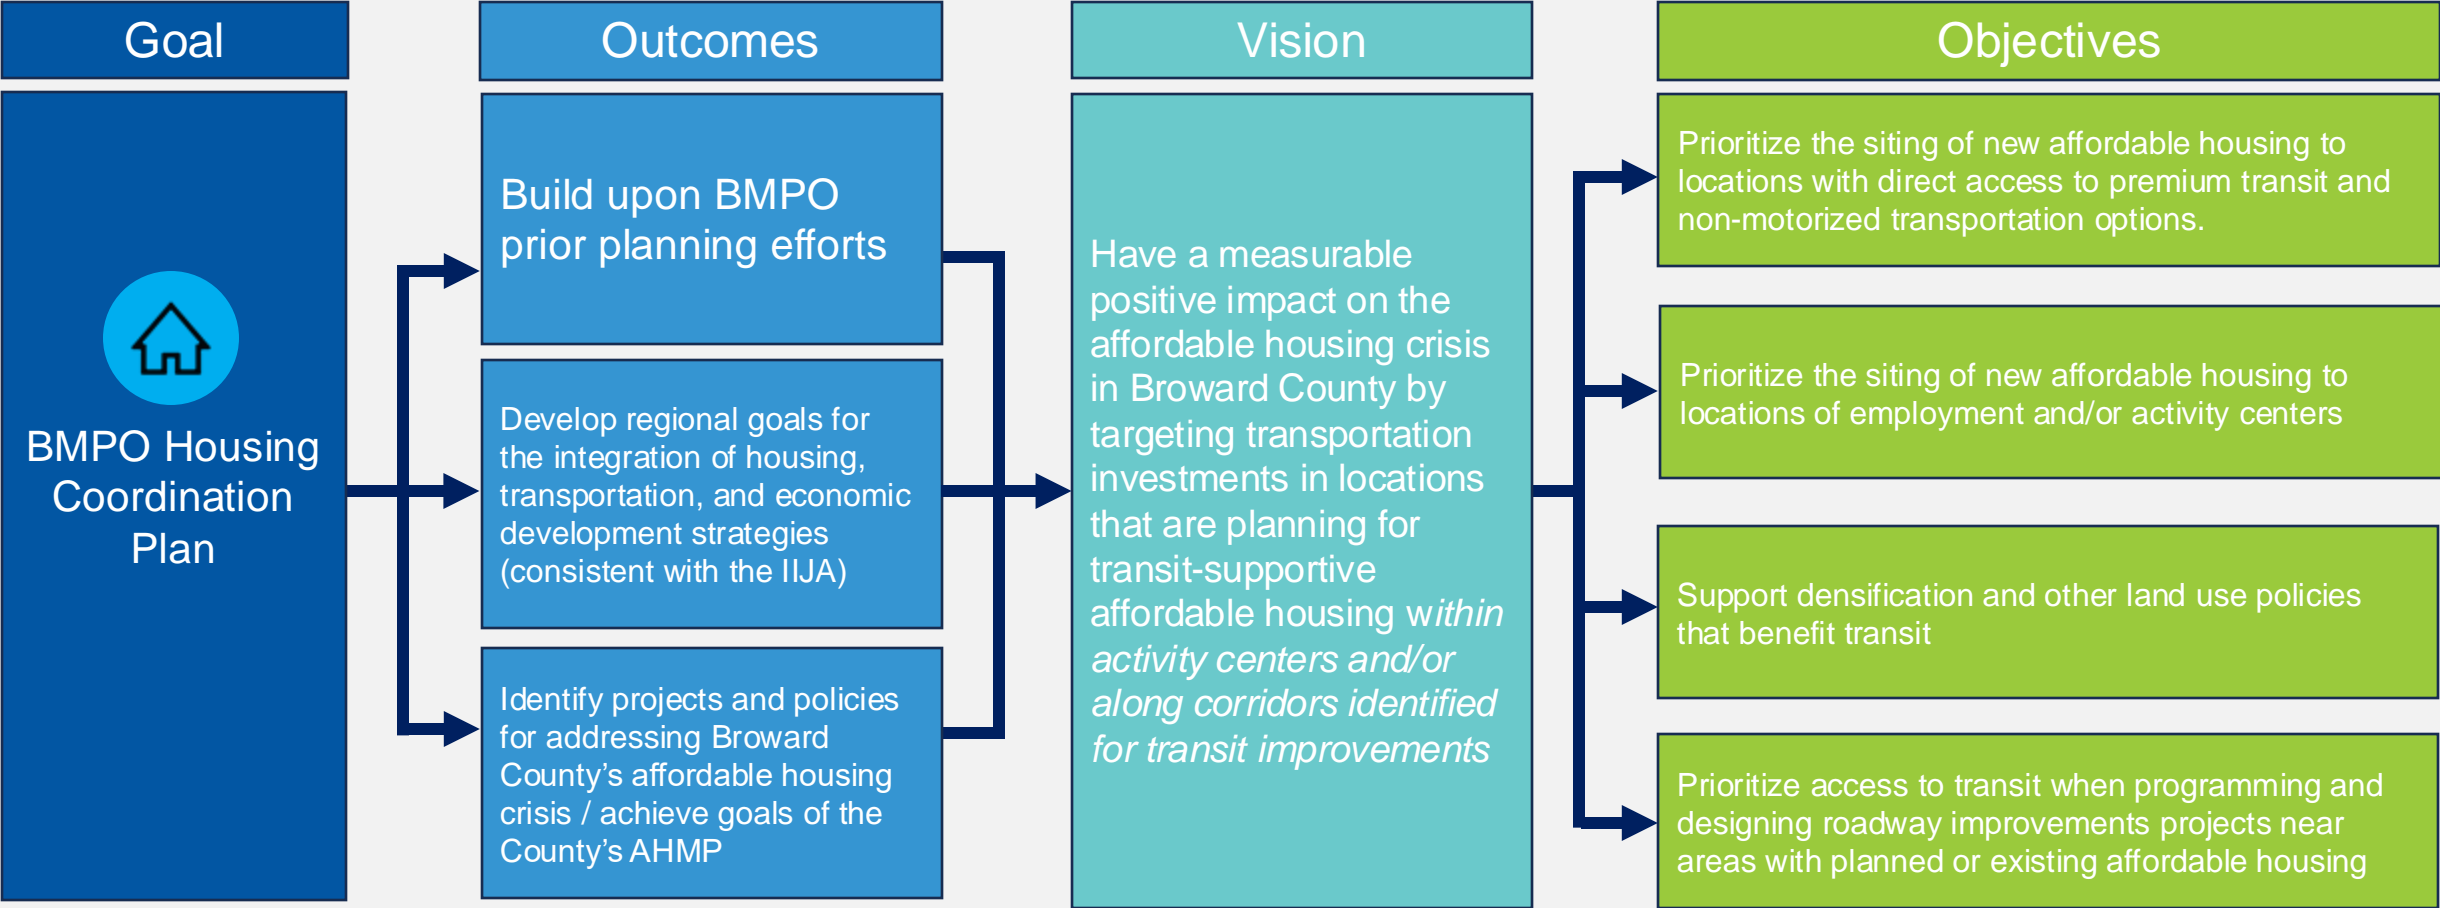 Goal
BMPO Housing
Coordination
Plan
Outcomes
Build upon BMPO
prior planning efforts
Develop regional goals for
the integration of housing,
transportation, and economic
development strategies
(consistent with the IIJA)
Identify projects and policies
for addressing Broward
County’s affordable housing
crisis / achieve goals of the
County’s AHMP
Vision
Have a measurable
positive impact on the
affordable housing crisis
in Broward County by
targeting transportation
investments in locations
that are planning for
transit-supportive
affordable housing within
activity centers and/or
along corridors identified
for transit improvements
Objectives
Prioritize the siting of new affordable housing to
locations with direct access to premium transit and
non-motorized transportation options.
Prioritize the siting of new affordable housing to
locations of employment and/or activity centers
Support densification and other land use policies
that benefit transit
Prioritize access to transit when programming and
designing roadway improvements projects near
areas with planned or existing affordable housing